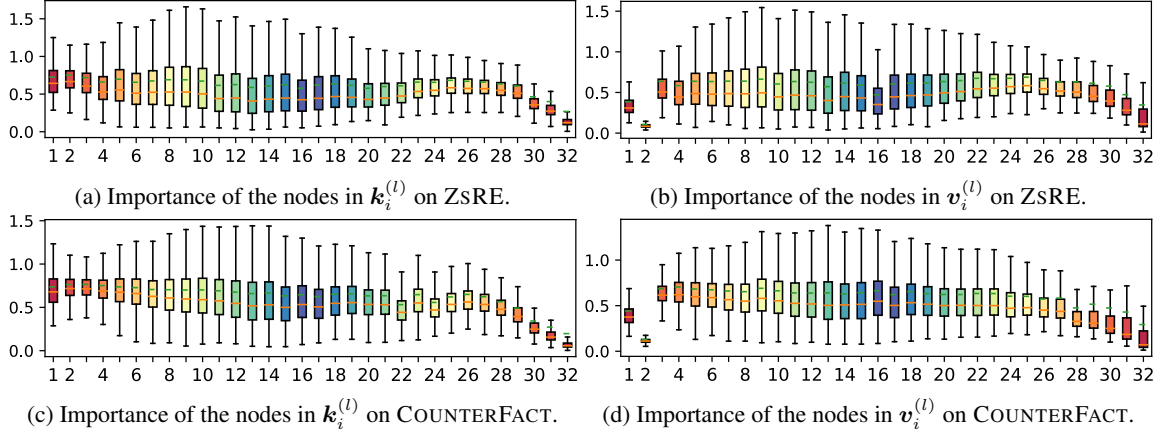 1.5
1.0
0.5
0.0
1 2 4 6 8 10 12 14 16 18 20 22 24 26 28 30 32
(a) Importance of the nodes in k_i^{(l)} on ZSRE.
1.5
1.0
0.5
0.0
1 2 4 6 8 10 12 14 16 18 20 22 24 26 28 30 32
(b) Importance of the nodes in v_i^{(l)} on ZSRE.
1.5
1.0
0.5
0.0
1 2 4 6 8 10 12 14 16 18 20 22 24 26 28 30 32
(c) Importance of the nodes in k_i^{(l)} on COUNTERFACT.
1.0
0.5
0.0
1 2 4 6 8 10 12 14 16 18 20 22 24 26 28 30 32
(d) Importance of the nodes in v_i^{(l)} on COUNTERFACT.